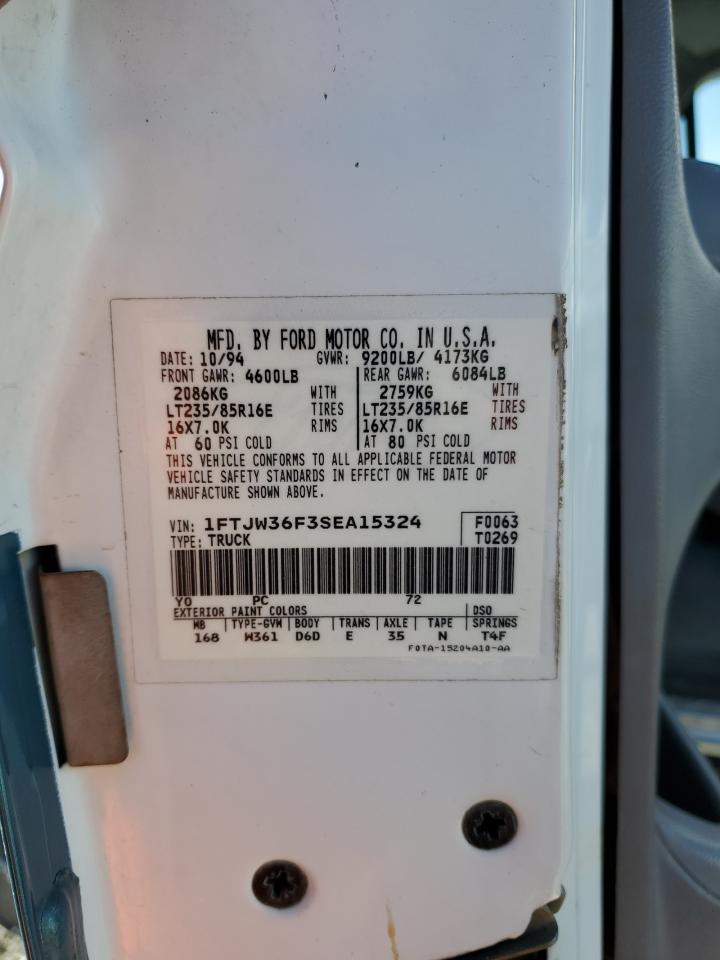 MFD. BY FORD MOTOR CO. IN U.S.A.
DATE: 10/94 GVWR: 9200LB/ 4173KG
FRONT GAWR: 4600LB REAR GAWR: 6084LB
2086KG WITH 2759KG WITH
LT235/85R16E TIRES LT235/85R16E TIRES
16X7.0K RIMS 16X7.0K RIMS
AT 60 PSI COLD AT 80 PSI COLD
THIS VEHICLE CONFORMS TO ALL APPLICABLE FEDERAL MOTOR
VEHICLE SAFETY STANDARDS IN EFFECT ON THE DATE OF
MANUFACTURE SHOWN ABOVE.
VIN: 1FTJW36F3SEA15324 F0063
TYPE: TRUCK T0269
YO PC 72
EXTERIOR PAINT COLORS DSO
WB TYPE-GVW BODY TRANS AXLE TAPE SPRINGS
168 W361 D6D E 35 N T4F
F0TA-15204A10-AA